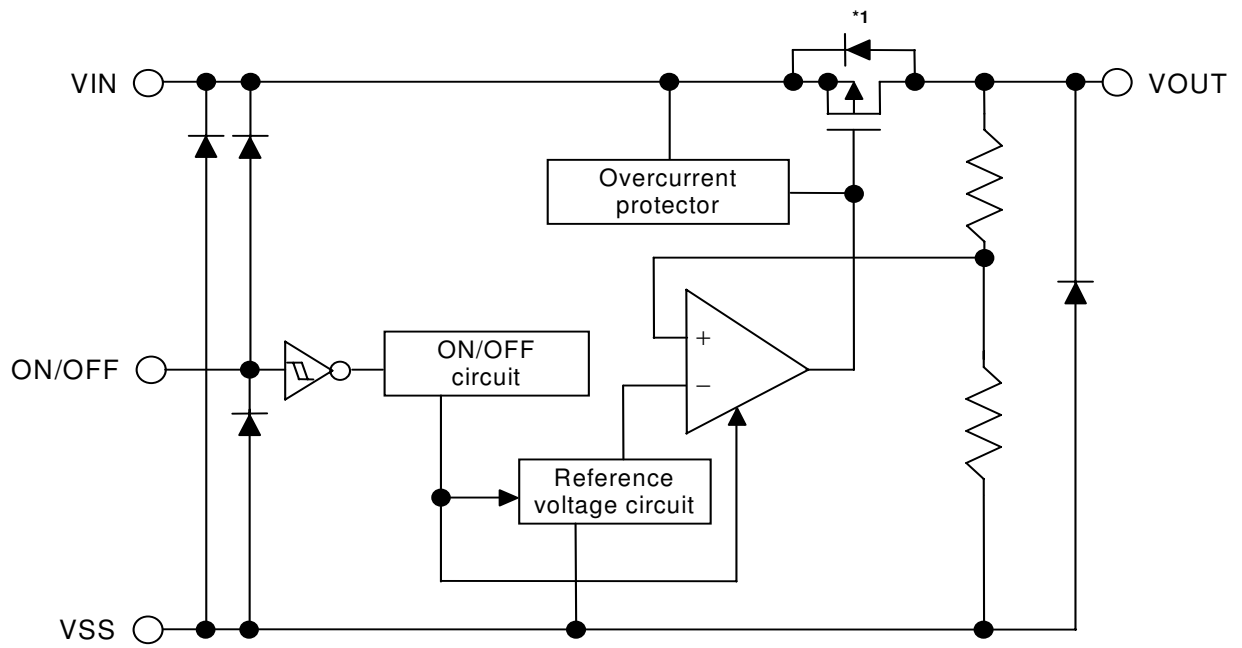 *1
VIN
VOUT
Overcurrent
protector
ON/OFF
ON/OFF
circuit
+
−
Reference
voltage circuit
VSS